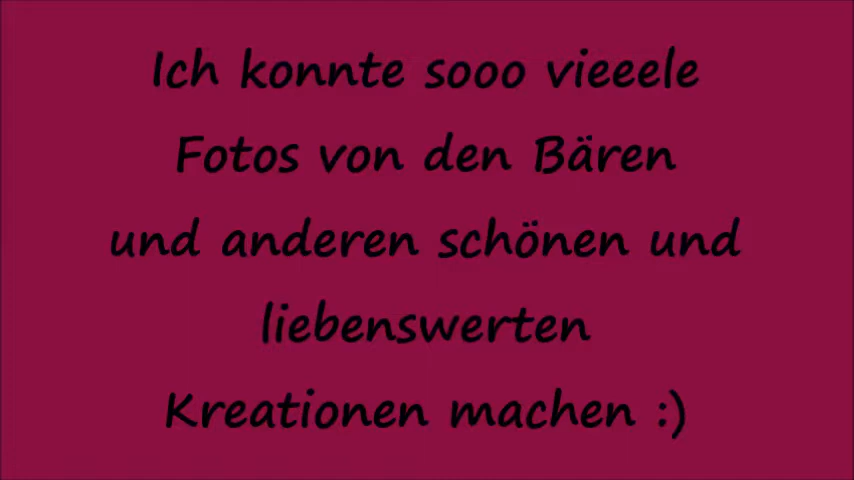 Ich konnte sooo vieeele
Fotos von den Bären
und anderen schönen und
liebenswerten
Kreationen machen :)